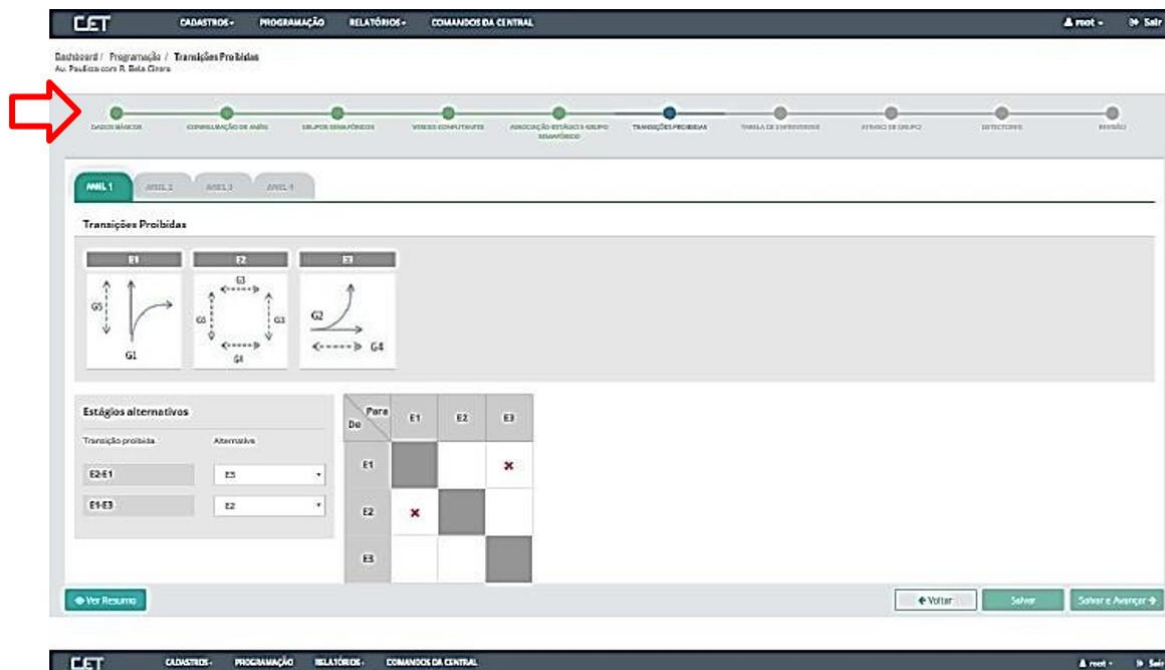 CET CADASTROS PROGRAMAÇÃO RELATÓRIOS COMANDOS DA CENTRAL root Sair
Dashboard / Programação / Transições Proibidas
Av. Paulista com R. Bela Cintra
DADOS BÁSICOS CONFIGURAÇÃO DE ANÉIS GRUPOS SEMAFÓRICOS VERDES CONFLITANTES ASSOCIAÇÃO ESTÁGIO X GRUPO TRANSIÇÕES PROIBIDAS TABELA DE ENTREVERDES ATRASO DE GRUPO DETECTORES REVISÃO
SEMAFÓRICO
ANEL 1 ANEL 2 ANEL 3 ANEL 4
Transições Proibidas
E1 E2 E3
G5 G1
G3 G5 G3 G4
G2 G4
Estágios alternativos
Transição proibida Alternativa
E2-E1 E3
E1-E3 E2
Para De E1 E2 E3
E1
E2
E3
Ver Resumo Voltar Salvar Salvar e Avançar
CET CADASTROS PROGRAMAÇÃO RELATÓRIOS COMANDOS DA CENTRAL root Sair